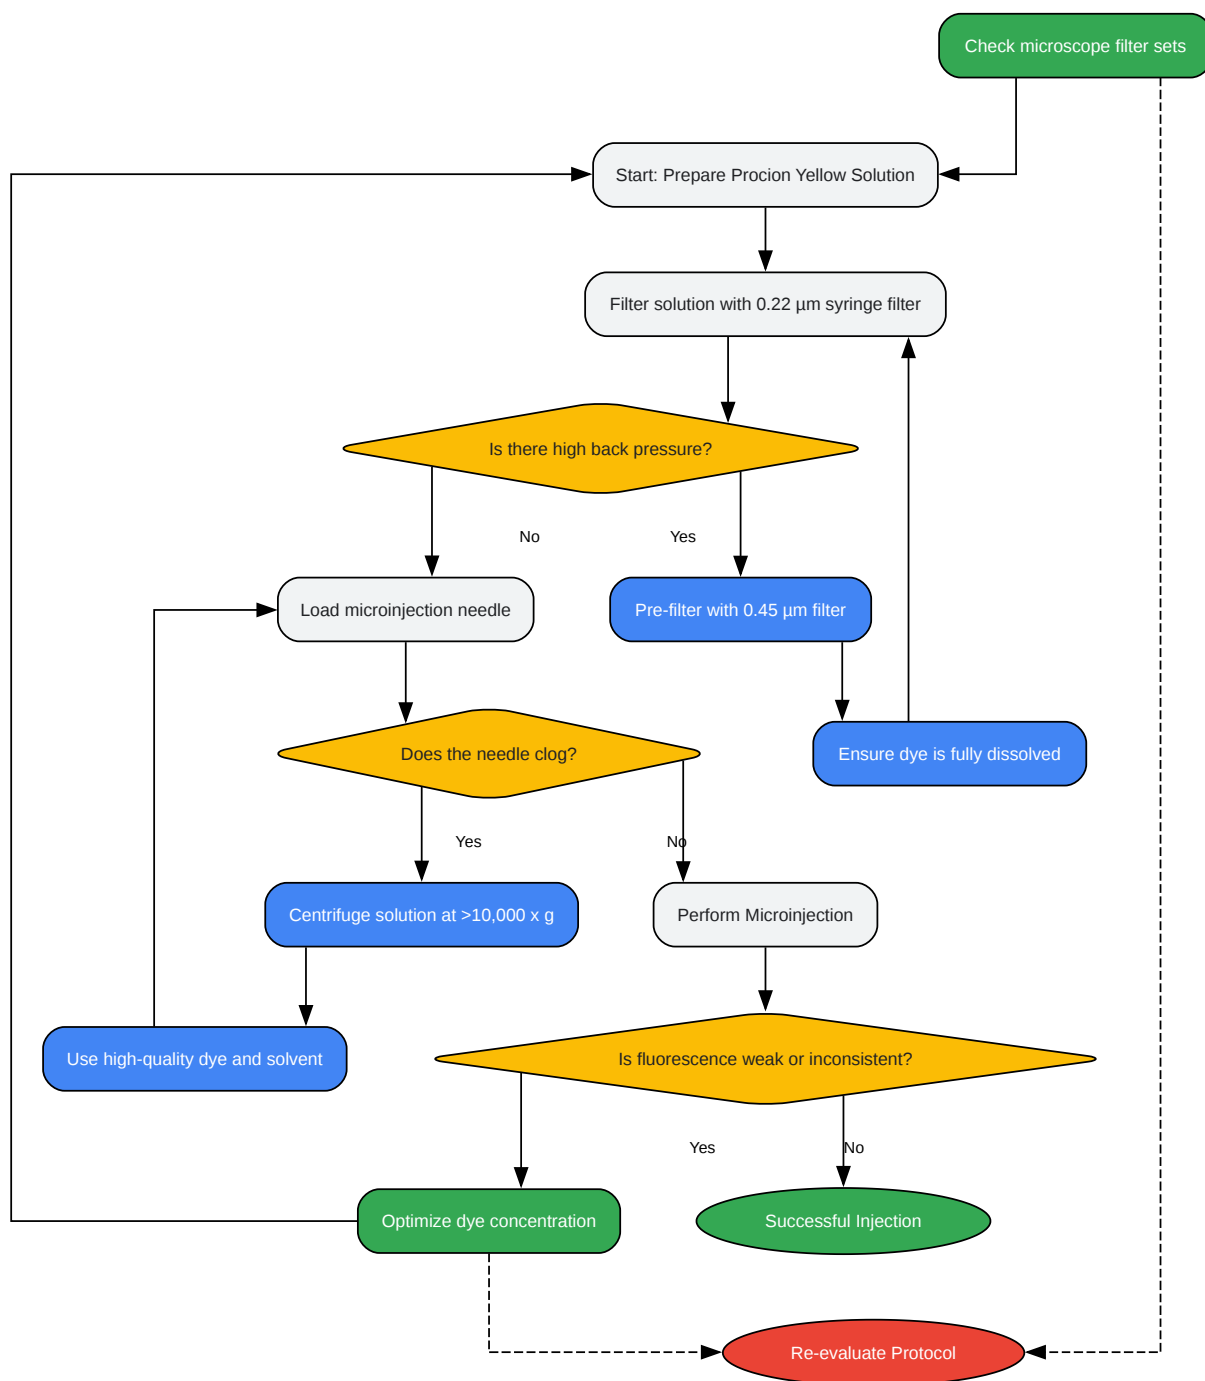 Check microscope filter sets
Start: Prepare Procion Yellow Solution
Filter solution with 0.22 µm syringe filter
Is there high back pressure?
No
Yes
Load microinjection needle
Pre-filter with 0.45 µm filter
Does the needle clog?
Ensure dye is fully dissolved
Yes
No
Centrifuge solution at >10,000 x g
Perform Microinjection
Use high-quality dye and solvent
Is fluorescence weak or inconsistent?
Yes
No
Optimize dye concentration
Successful Injection
Re-evaluate Protocol